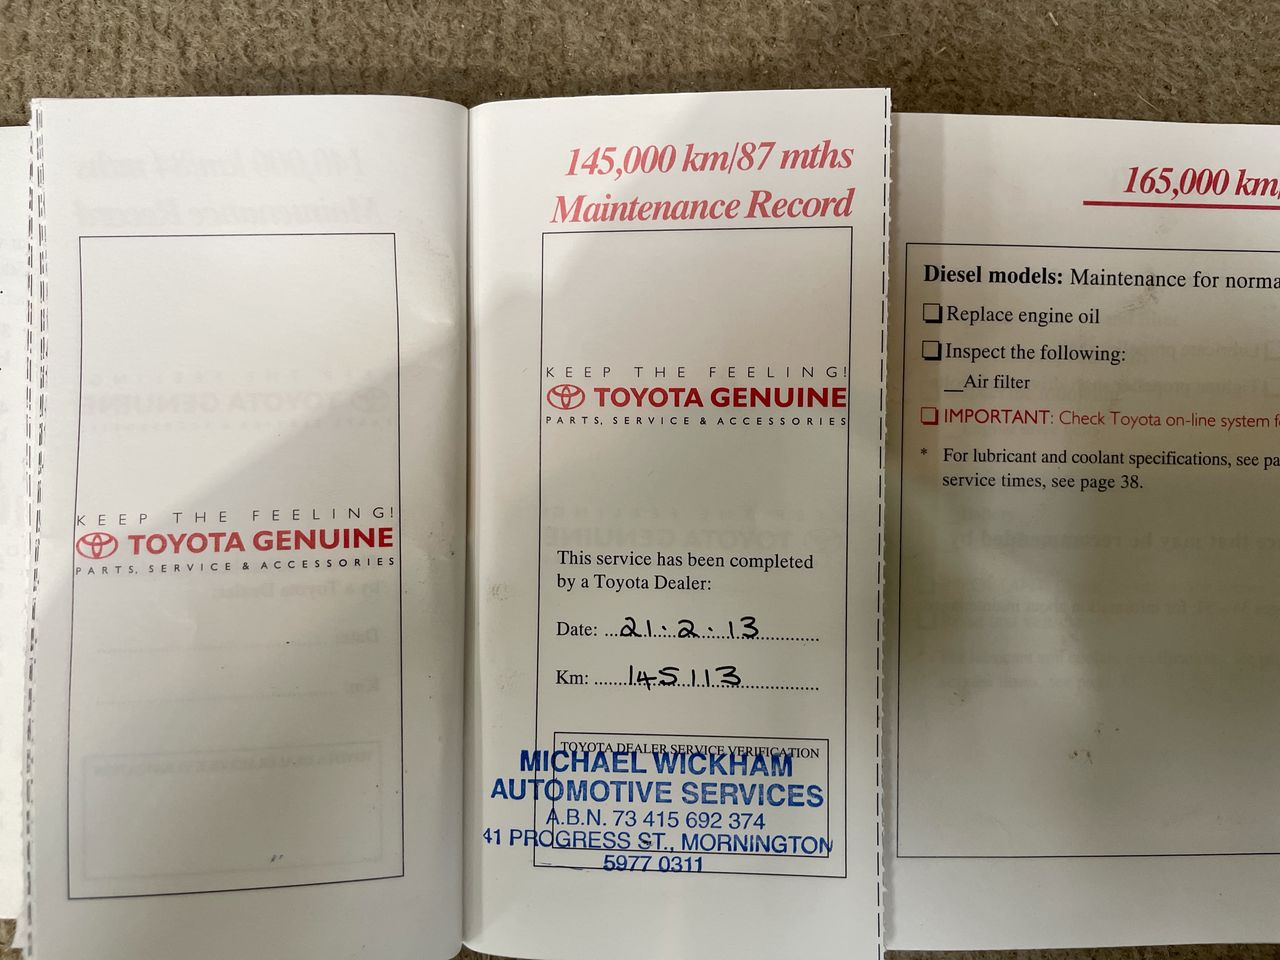 KEEP THE FEELING!
TOYOTA GENUINE
PARTS, SERVICE & ACCESSORIES
145,000 km/87 mths
Maintenance Record
KEEP THE FEELING!
TOYOTA GENUINE
PARTS, SERVICE & ACCESSORIES
This service has been completed
by a Toyota Dealer:
Date: ...21.2.13...
Km: ...145113...
TOYOTA DEALER SERVICE VERIFICATION
MICHAEL WICKHAM
AUTOMOTIVE SERVICES
A.B.N. 73 415 692 374
41 PROGRESS ST., MORNINGTON
5977 0311
165,000 km/
Diesel models: Maintenance for norma
Replace engine oil
Inspect the following:
__Air filter
IMPORTANT: Check Toyota on-line system f
* For lubricant and coolant specifications, see pa
service times, see page 38.